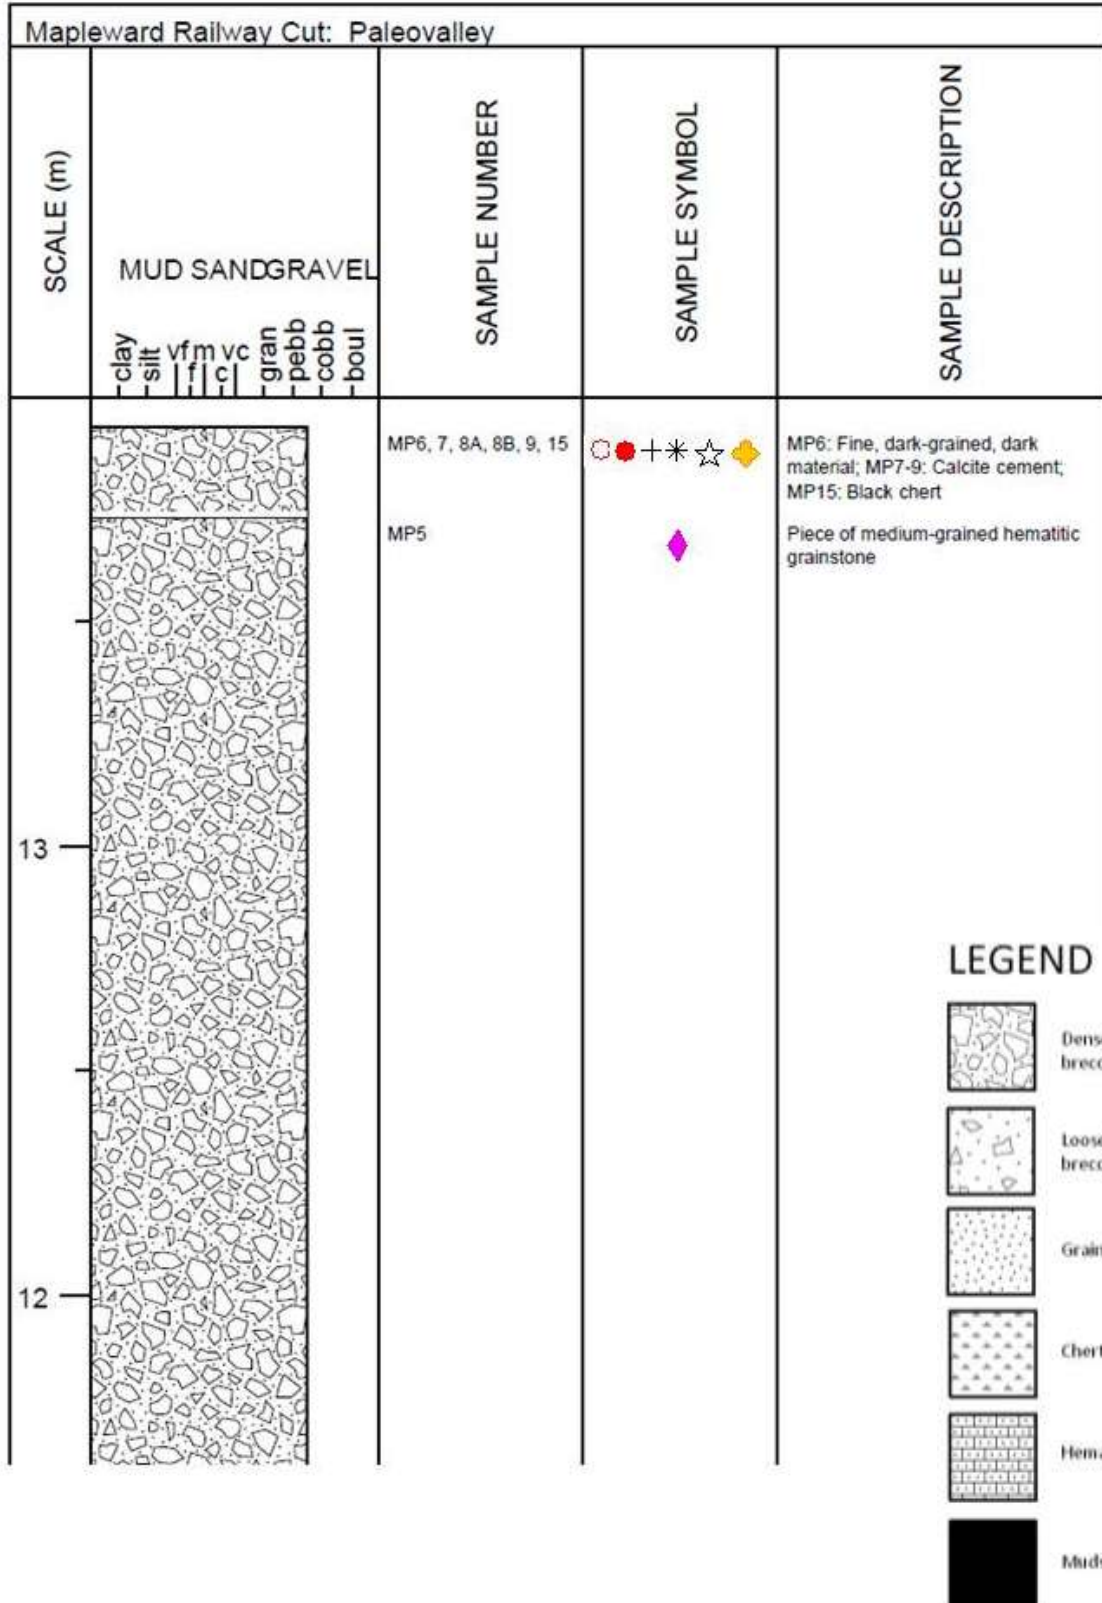 Mapleward Railway Cut: Paleovalley
SCALE (m)
MUD SANDGRAVEL
clay
silt
vf
f
m
c
vc
gran
pebb
cobb
boul
SAMPLE NUMBER
SAMPLE SYMBOL
SAMPLE DESCRIPTION
MP6, 7, 8A, 8B, 9, 15
MP6: Fine, dark-grained, dark
material; MP7-9: Calcite cement;
MP15: Black chert
MP5
Piece of medium-grained hematitic
grainstone
13
12
LEGEND